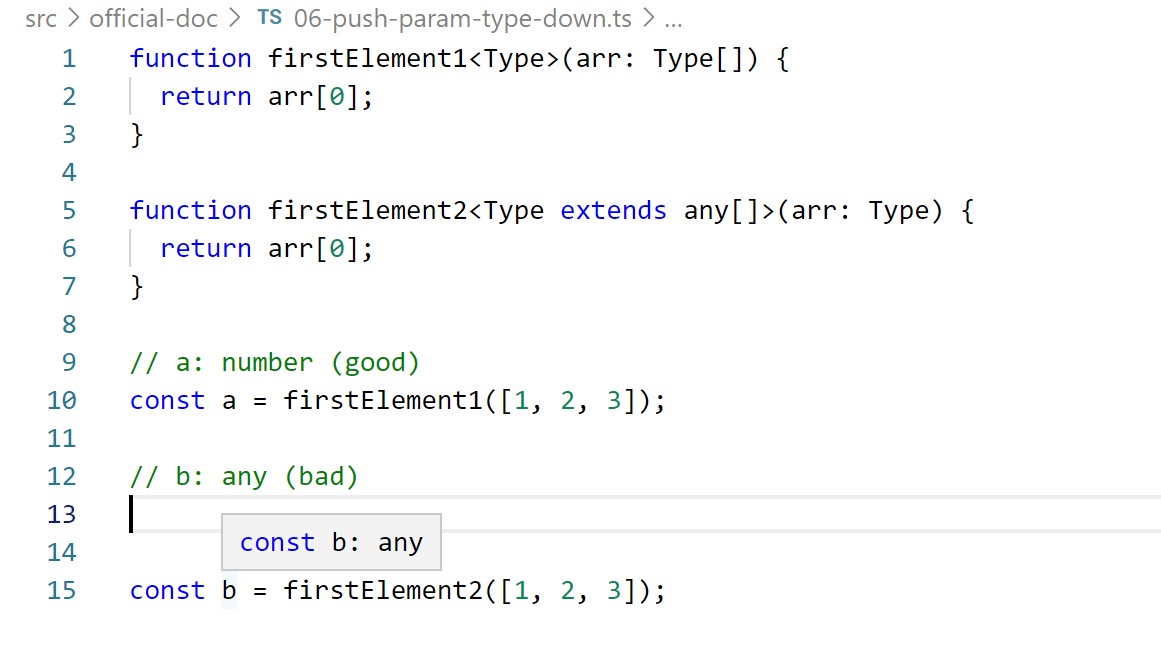 src > official-doc > TS 06-push-param-type-down.ts > ...
1 function firstElement1<Type>(arr: Type[]) {
2   return arr[0];
3 }
4
5 function firstElement2<Type extends any[]>(arr: Type) {
6   return arr[0];
7 }
8
9 // a: number (good)
10 const a = firstElement1([1, 2, 3]);
11
12 // b: any (bad)
13
const b: any
14
15 const b = firstElement2([1, 2, 3]);